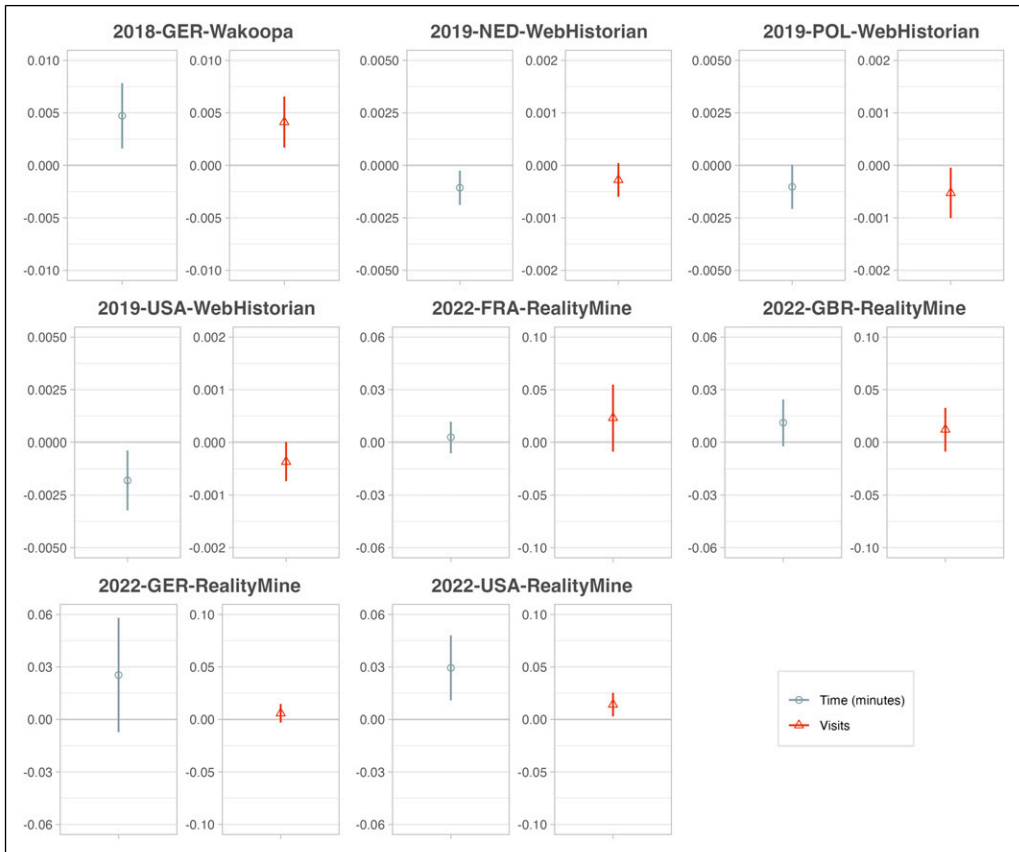 2018-GER-Wakoopa 2019-NED-WebHistorian 2019-POL-WebHistorian
0.010 0.010 0.0050 0.002 0.0050 0.002
0.005 0.005 0.0025 0.001 0.0025 0.001
0.000 0.000 0.0000 0.000 0.0000 0.000
-0.005 -0.005 -0.0025 -0.001 -0.0025 -0.001
-0.010 -0.010 -0.0050 -0.002 -0.0050 -0.002
2019-USA-WebHistorian 2022-FRA-RealityMine 2022-GBR-RealityMine
0.0050 0.002 0.06 0.10 0.06 0.10
0.0025 0.001 0.03 0.05 0.03 0.05
0.0000 0.000 0.00 0.00 0.00 0.00
-0.0025 -0.001 -0.03 -0.05 -0.03 -0.05
-0.0050 -0.002 -0.06 -0.10 -0.06 -0.10
2022-GER-RealityMine 2022-USA-RealityMine
0.06 0.10 0.06 0.10
0.03 0.05 0.03 0.05
0.00 0.00 0.00 0.00
-0.03 -0.05 -0.03 -0.05
-0.06 -0.10 -0.06 -0.10
Time (minutes)
Visits